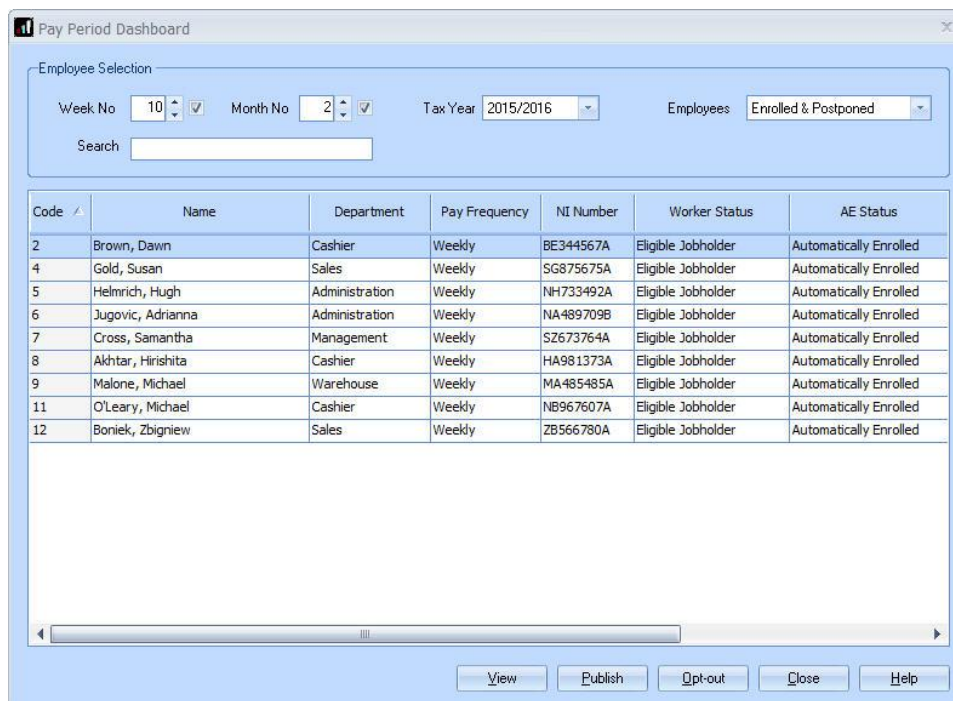 Pay Period Dashboard
Employee Selection
Week No 10 Month No 2 Tax Year 2015/2016 Employees Enrolled & Postponed
Search
Code Name Department Pay Frequency NI Number Worker Status AE Status
2 Brown, Dawn Cashier Weekly BE344567A Eligible Jobholder Automatically Enrolled
4 Gold, Susan Sales Weekly SG875675A Eligible Jobholder Automatically Enrolled
5 Helmrich, Hugh Administration Weekly NH733492A Eligible Jobholder Automatically Enrolled
6 Jugovic, Adrianna Administration Weekly NA489709B Eligible Jobholder Automatically Enrolled
7 Cross, Samantha Management Weekly SZ673764A Eligible Jobholder Automatically Enrolled
8 Akhtar, Hirishita Cashier Weekly HA981373A Eligible Jobholder Automatically Enrolled
9 Malone, Michael Warehouse Weekly MA485485A Eligible Jobholder Automatically Enrolled
11 O'Leary, Michael Cashier Weekly NB967607A Eligible Jobholder Automatically Enrolled
12 Boniek, Zbigniew Sales Weekly ZB566780A Eligible Jobholder Automatically Enrolled
View Publish Opt-out Close Help